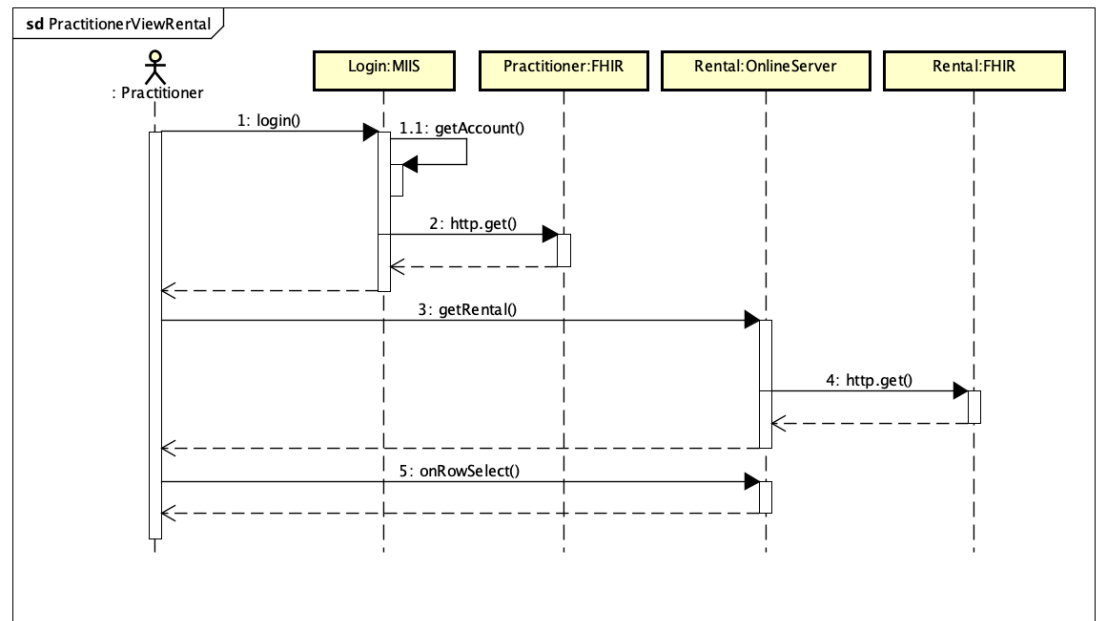 sd PractitionerViewRental
: Practitioner
Login:MIIS
Practitioner:FHIR
Rental:OnlineServer
Rental:FHIR
1: login()
1.1: getAccount()
2: http.get()
3: getRental()
4: http.get()
5: onRowSelect()